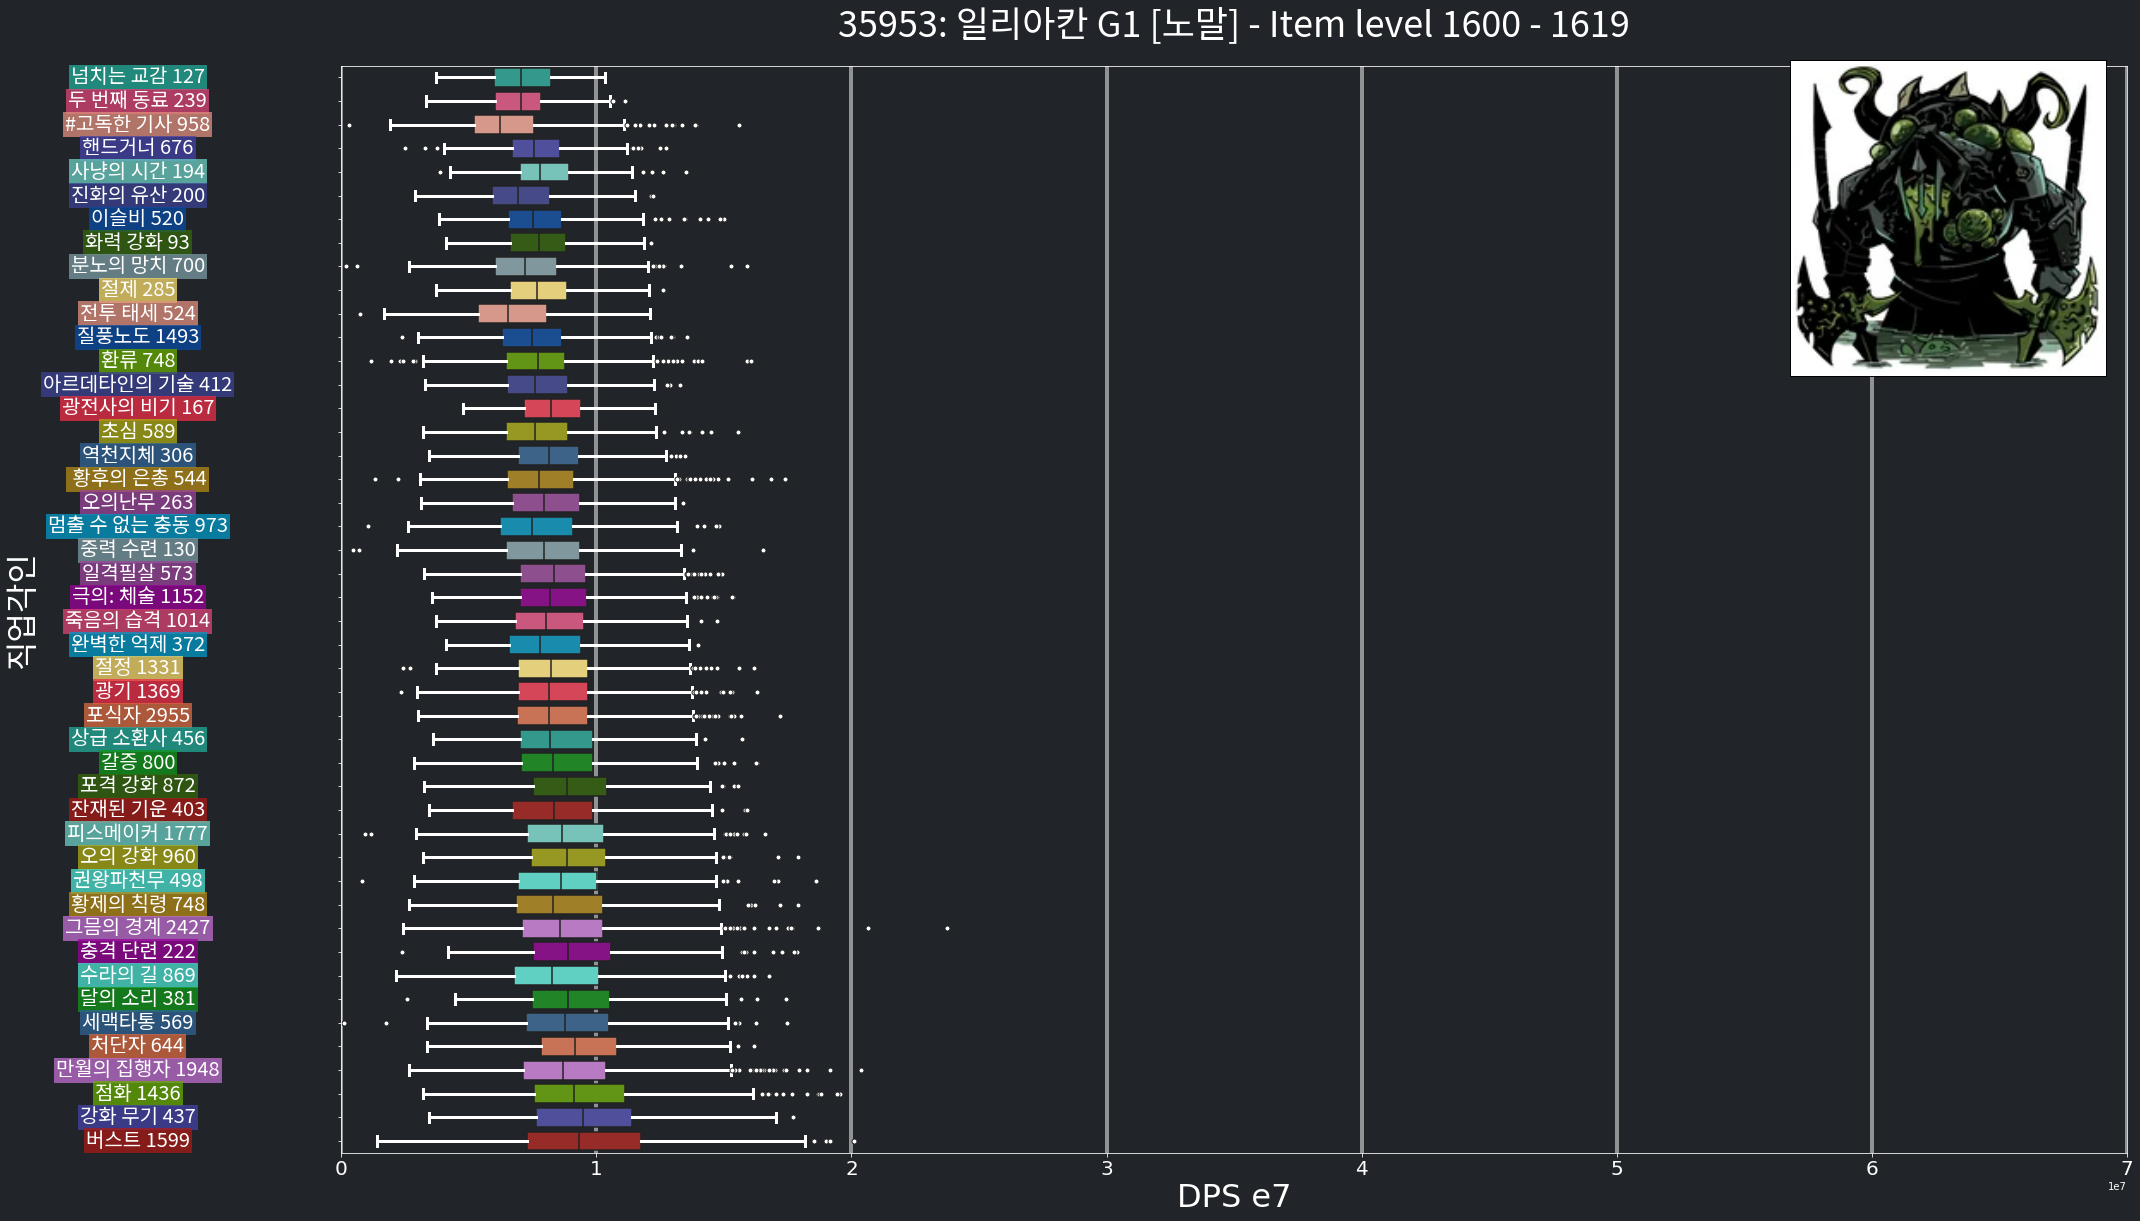 35953: 일리아칸 G1 [노말] - Item level 1600 - 1619
넘치는 교감 127
두 번째 동료 239
#고독한 기사 958
핸드거너 676
사냥의 시간 194
진화의 유산 200
이슬비 520
화력 강화 93
분노의 망치 700
절제 285
전투 태세 524
질풍노도 1493
환류 748
아르데타인의 기술 412
광전사의 비기 167
초심 589
역천지체 306
황후의 은총 544
오의난무 263
멈출 수 없는 충동 973
중력 수련 130
일격필살 573
극의: 체술 1152
죽음의 습격 1014
완벽한 억제 372
절정 1331
광기 1369
포식자 2955
상급 소환사 456
갈증 800
포격 강화 872
잔재된 기운 403
피스메이커 1777
오의 강화 960
권왕파천무 498
황제의 칙령 748
그믐의 경계 2427
충격 단련 222
수라의 길 869
달의 소리 381
세맥타통 569
처단자 644
만월의 집행자 1948
점화 1436
강화 무기 437
버스트 1599
직업각인
0 1 2 3 4 5 6 7
DPS e7
1e7